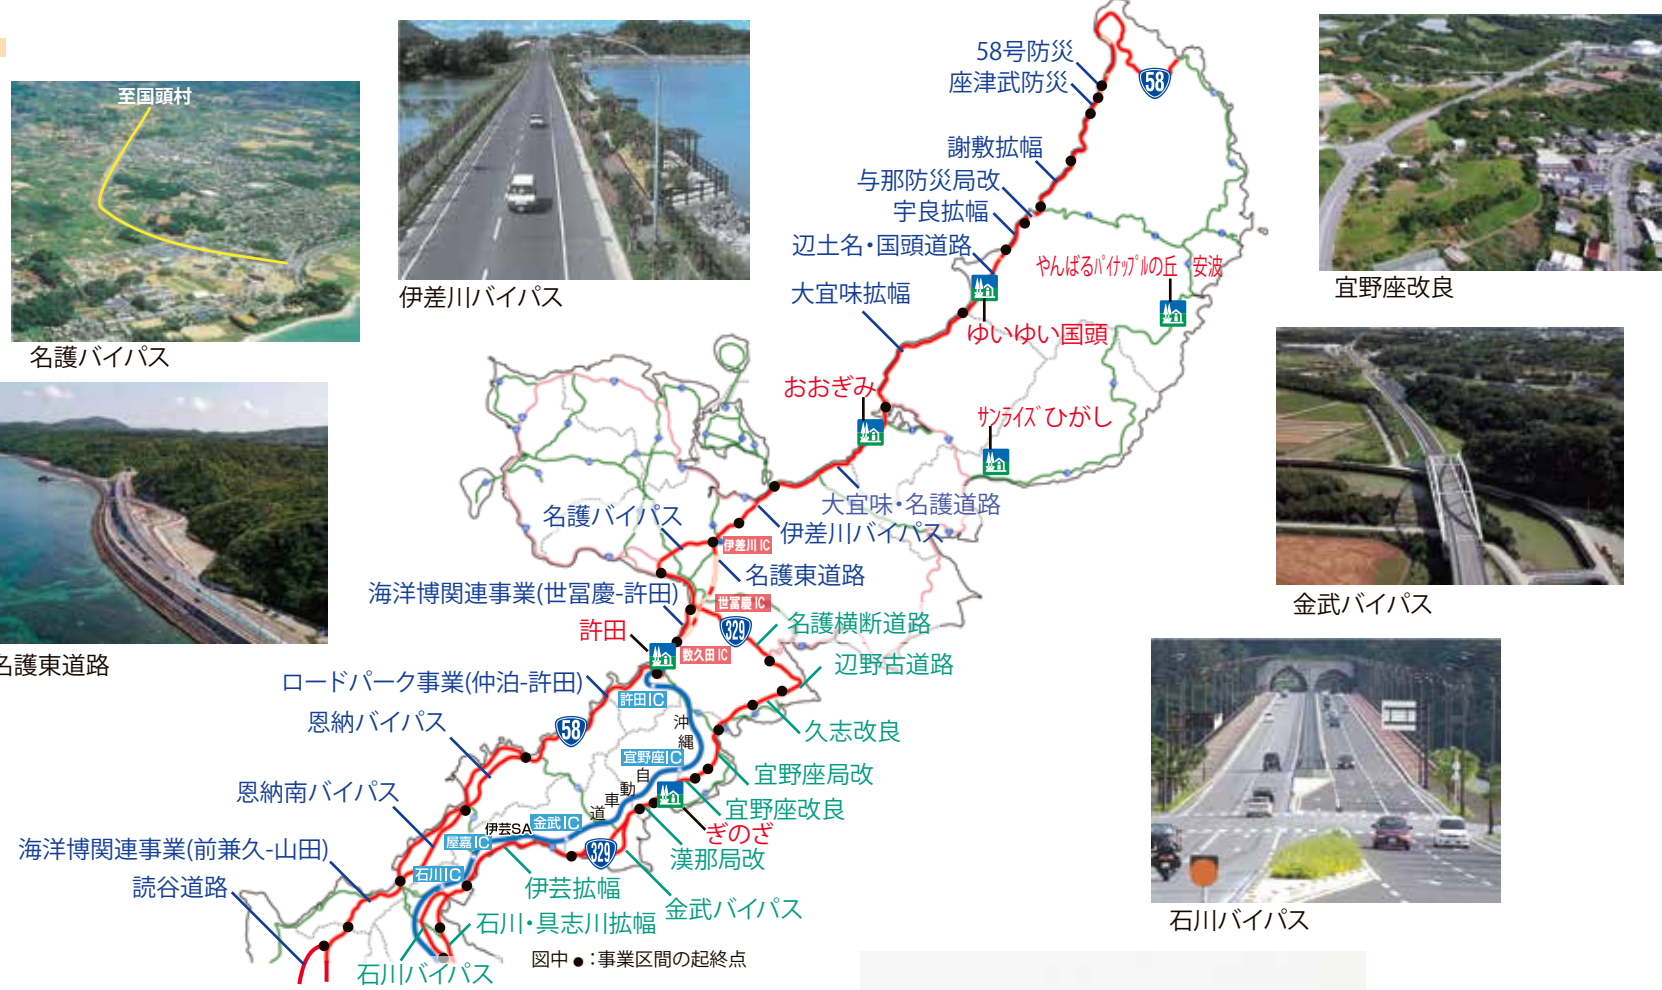 至国頭村
名護バイパス
伊差川バイパス
名護東道路
58号防災
座津武防災
58
謝敷拡幅
与那防災局改
宇良拡幅
辺土名・国頭道路
大宜味拡幅
やんばるパイナップルの丘 安波
ゆいゆい国頭
おおぎみ
サンライズひがし
大宜味・名護道路
名護バイパス
伊差川バイパス
伊差川IC
名護東道路
海洋博関連事業(世冨慶-許田)
世冨慶IC
329
名護横断道路
許田
数久田IC
辺野古道路
ロードパーク事業(仲泊-許田)
許田IC
恩納バイパス
58
沖縄自動車道
久志改良
宜野座IC
宜野座局改
恩納南バイパス
宜野座改良
ぎのざ
伊芸SA
金武IC
屋嘉IC
329
漢那局改
海洋博関連事業(前兼久-山田)
石川IC
伊芸拡幅
読谷道路
金武バイパス
石川・具志川拡幅
石川バイパス
図中●：事業区間の起終点
宜野座改良
金武バイパス
石川バイパス